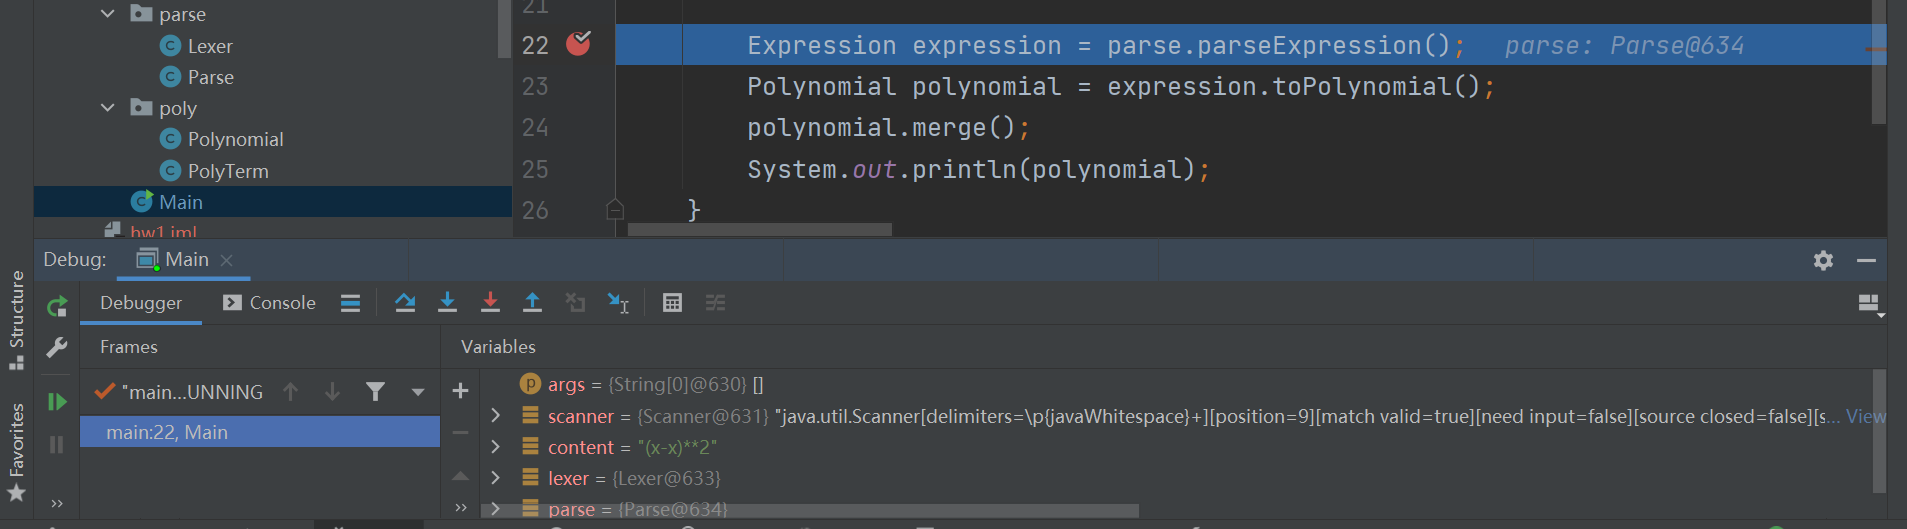 parse
Lexer
Parse
poly
Polynomial
PolyTerm
Main
hw1.iml
21
22 Expression expression = parse.parseExpression(); parse: Parse@634
23 Polynomial polynomial = expression.toPolynomial();
24 polynomial.merge();
25 System.out.println(polynomial);
26 }
Debug: Main
Structure
Favorites
Debugger Console
Frames
"main...UNNING
main:22, Main
Variables
args = {String[0]@630} []
scanner = {Scanner@631} "java.util.Scanner[delimiters=\p{javaWhitespace}+][position=9][match valid=true][need input=false][source closed=false][s... View
content = "(x-x)**2"
lexer = {Lexer@633}
parse = {Parse@634}